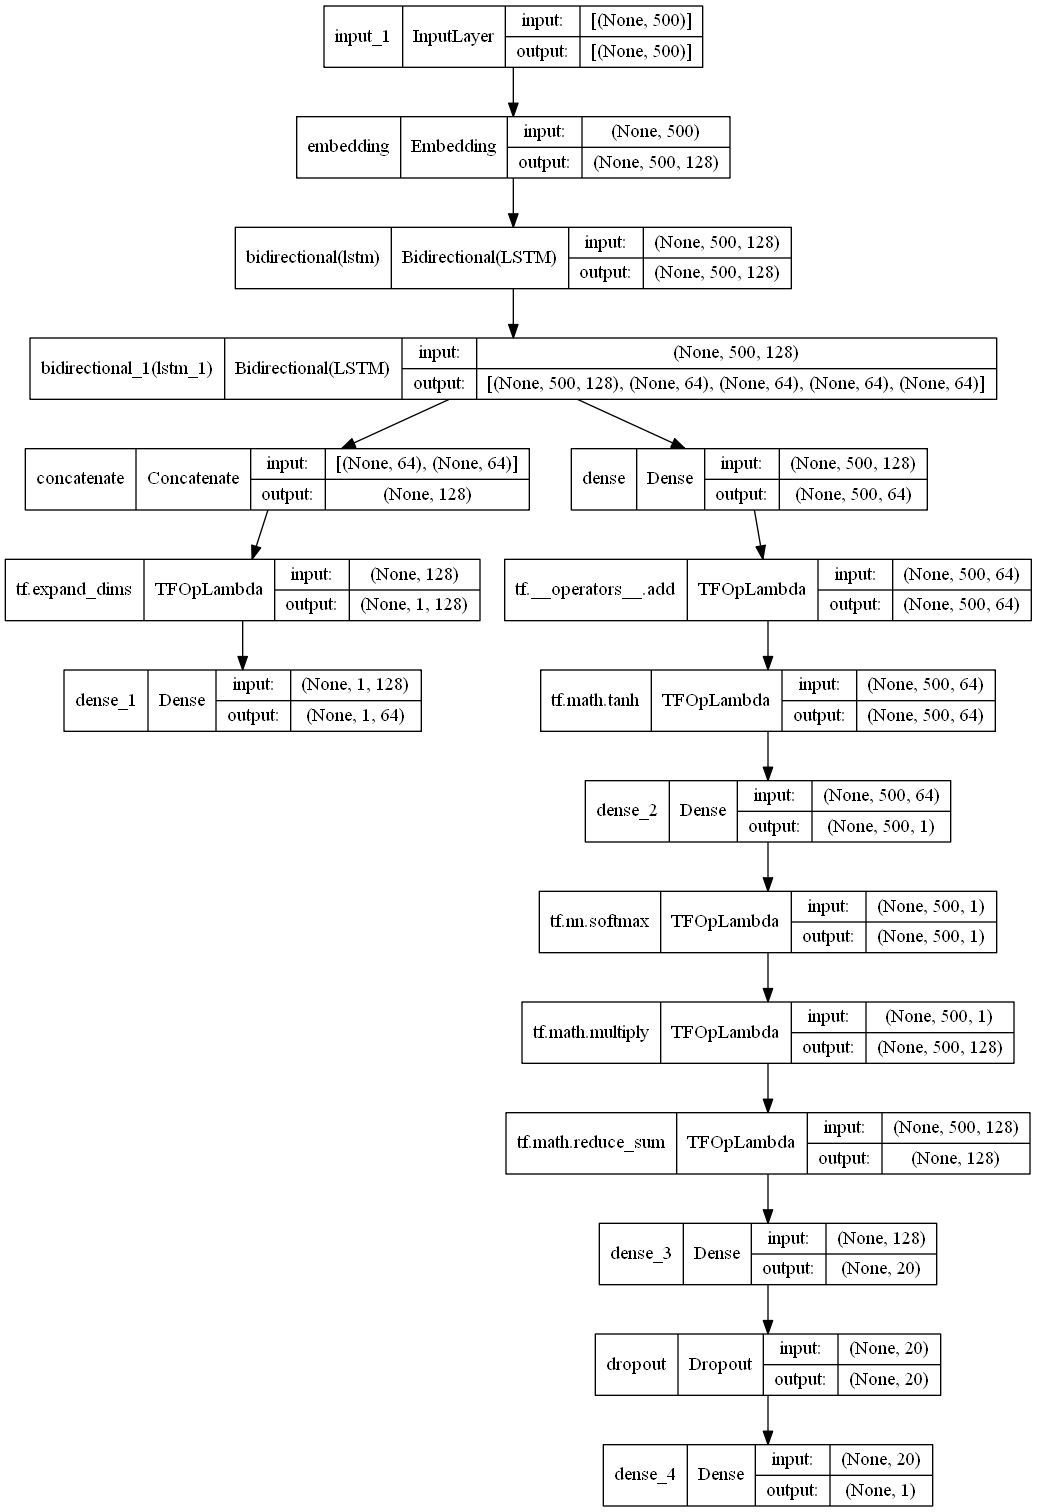 input_1 InputLayer input: [(None, 500)]
output: [(None, 500)]
embedding Embedding input: (None, 500)
output: (None, 500, 128)
bidirectional(lstm) Bidirectional(LSTM) input: (None, 500, 128)
output: (None, 500, 128)
bidirectional_1(lstm_1) Bidirectional(LSTM) input: (None, 500, 128)
output: [(None, 500, 128), (None, 64), (None, 64), (None, 64), (None, 64)]
concatenate Concatenate input: [(None, 64), (None, 64)]
output: (None, 128)
dense Dense input: (None, 500, 128)
output: (None, 500, 64)
tf.expand_dims TFOpLambda input: (None, 128)
output: (None, 1, 128)
tf.__operators__.add TFOpLambda input: (None, 500, 64)
output: (None, 500, 64)
dense_1 Dense input: (None, 1, 128)
output: (None, 1, 64)
tf.math.tanh TFOpLambda input: (None, 500, 64)
output: (None, 500, 64)
dense_2 Dense input: (None, 500, 64)
output: (None, 500, 1)
tf.nn.softmax TFOpLambda input: (None, 500, 1)
output: (None, 500, 1)
tf.math.multiply TFOpLambda input: (None, 500, 1)
output: (None, 500, 128)
tf.math.reduce_sum TFOpLambda input: (None, 500, 128)
output: (None, 128)
dense_3 Dense input: (None, 128)
output: (None, 20)
dropout Dropout input: (None, 20)
output: (None, 20)
dense_4 Dense input: (None, 20)
output: (None, 1)